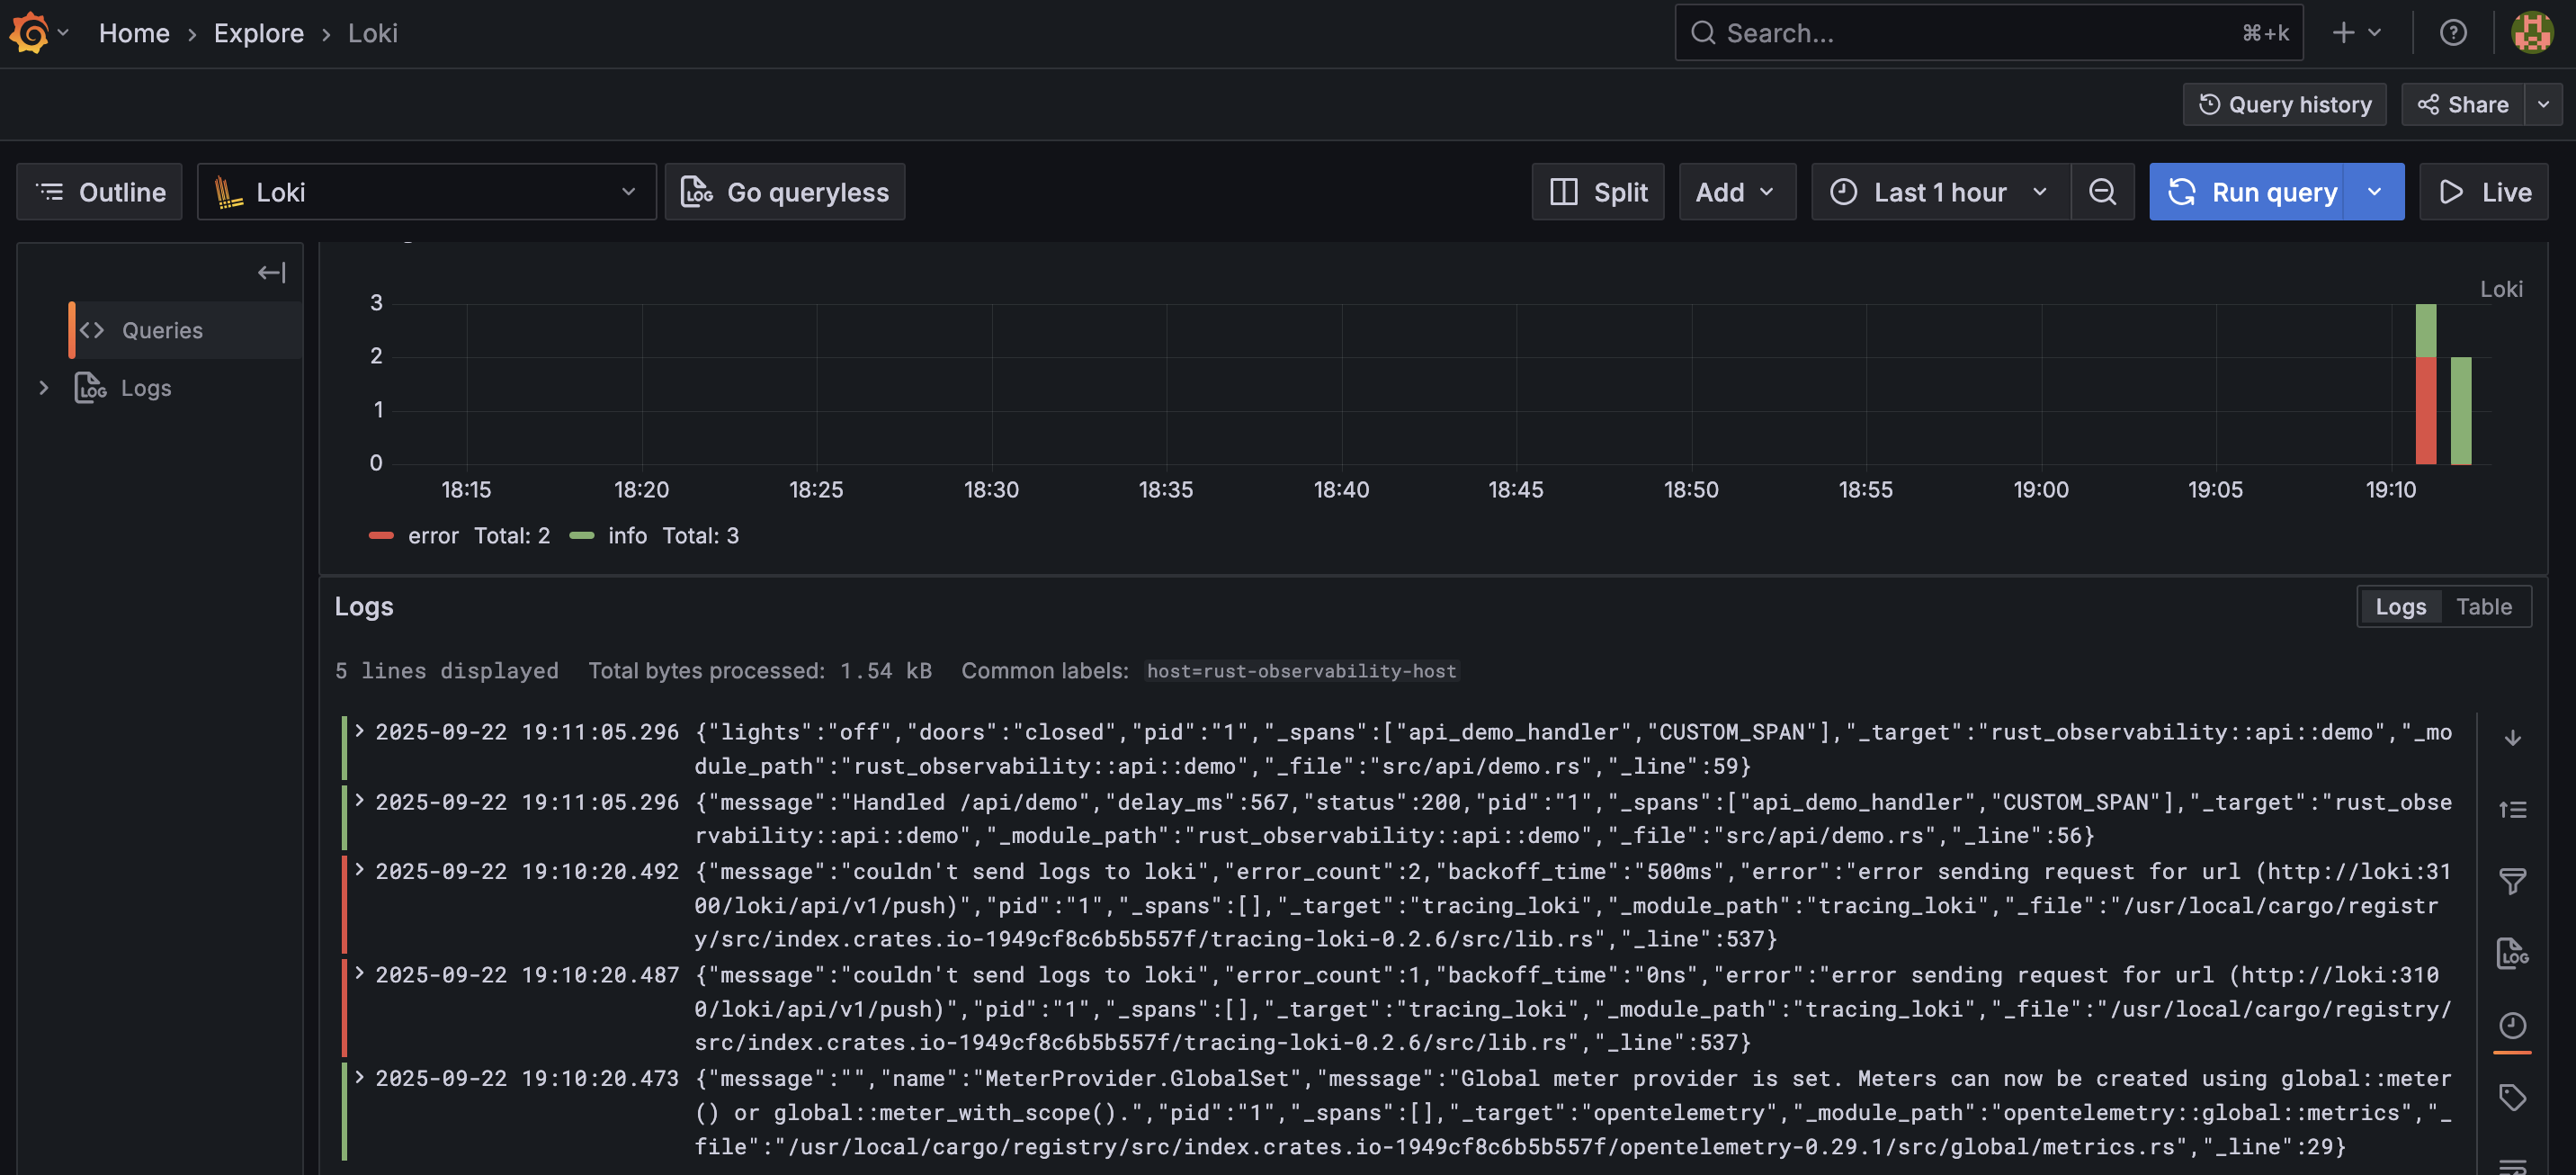 Home › Explore › Loki
Search... ⌘+k
Query history Share
Outline Loki Go queryless Split Add Last 1 hour Run query Live
Queries
Logs
Loki
3
2
1
0
18:15 18:20 18:25 18:30 18:35 18:40 18:45 18:50 18:55 19:00 19:05 19:10
error Total: 2 info Total: 3
Logs
Logs Table
5 lines displayed Total bytes processed: 1.54 kB Common labels: host=rust-observability-host
2025-09-22 19:11:05.296 {"lights":"off","doors":"closed","pid":"1","_spans":["api_demo_handler","CUSTOM_SPAN"],"_target":"rust_observability::api::demo","_mo
dule_path":"rust_observability::api::demo","_file":"src/api/demo.rs","_line":59}
2025-09-22 19:11:05.296 {"message":"Handled /api/demo","delay_ms":567,"status":200,"pid":"1","_spans":["api_demo_handler","CUSTOM_SPAN"],"_target":"rust_obse
rvability::api::demo","_module_path":"rust_observability::api::demo","_file":"src/api/demo.rs","_line":56}
2025-09-22 19:10:20.492 {"message":"couldn't send logs to loki","error_count":2,"backoff_time":"500ms","error":"error sending request for url (http://loki:31
00/loki/api/v1/push)","pid":"1","_spans":[],"_target":"tracing_loki","_module_path":"tracing_loki","_file":"/usr/local/cargo/registr
y/src/index.crates.io-1949cf8c6b5b557f/tracing-loki-0.2.6/src/lib.rs","_line":537}
2025-09-22 19:10:20.487 {"message":"couldn't send logs to loki","error_count":1,"backoff_time":"0ns","error":"error sending request for url (http://loki:310
0/loki/api/v1/push)","pid":"1","_spans":[],"_target":"tracing_loki","_module_path":"tracing_loki","_file":"/usr/local/cargo/registry/
src/index.crates.io-1949cf8c6b5b557f/tracing-loki-0.2.6/src/lib.rs","_line":537}
2025-09-22 19:10:20.473 {"message":"","name":"MeterProvider.GlobalSet","message":"Global meter provider is set. Meters can now be created using global::meter
() or global::meter_with_scope().","pid":"1","_spans":[],"_target":"opentelemetry","_module_path":"opentelemetry::global::metrics","_
file":"/usr/local/cargo/registry/src/index.crates.io-1949cf8c6b5b557f/opentelemetry-0.29.1/src/global/metrics.rs","_line":29}